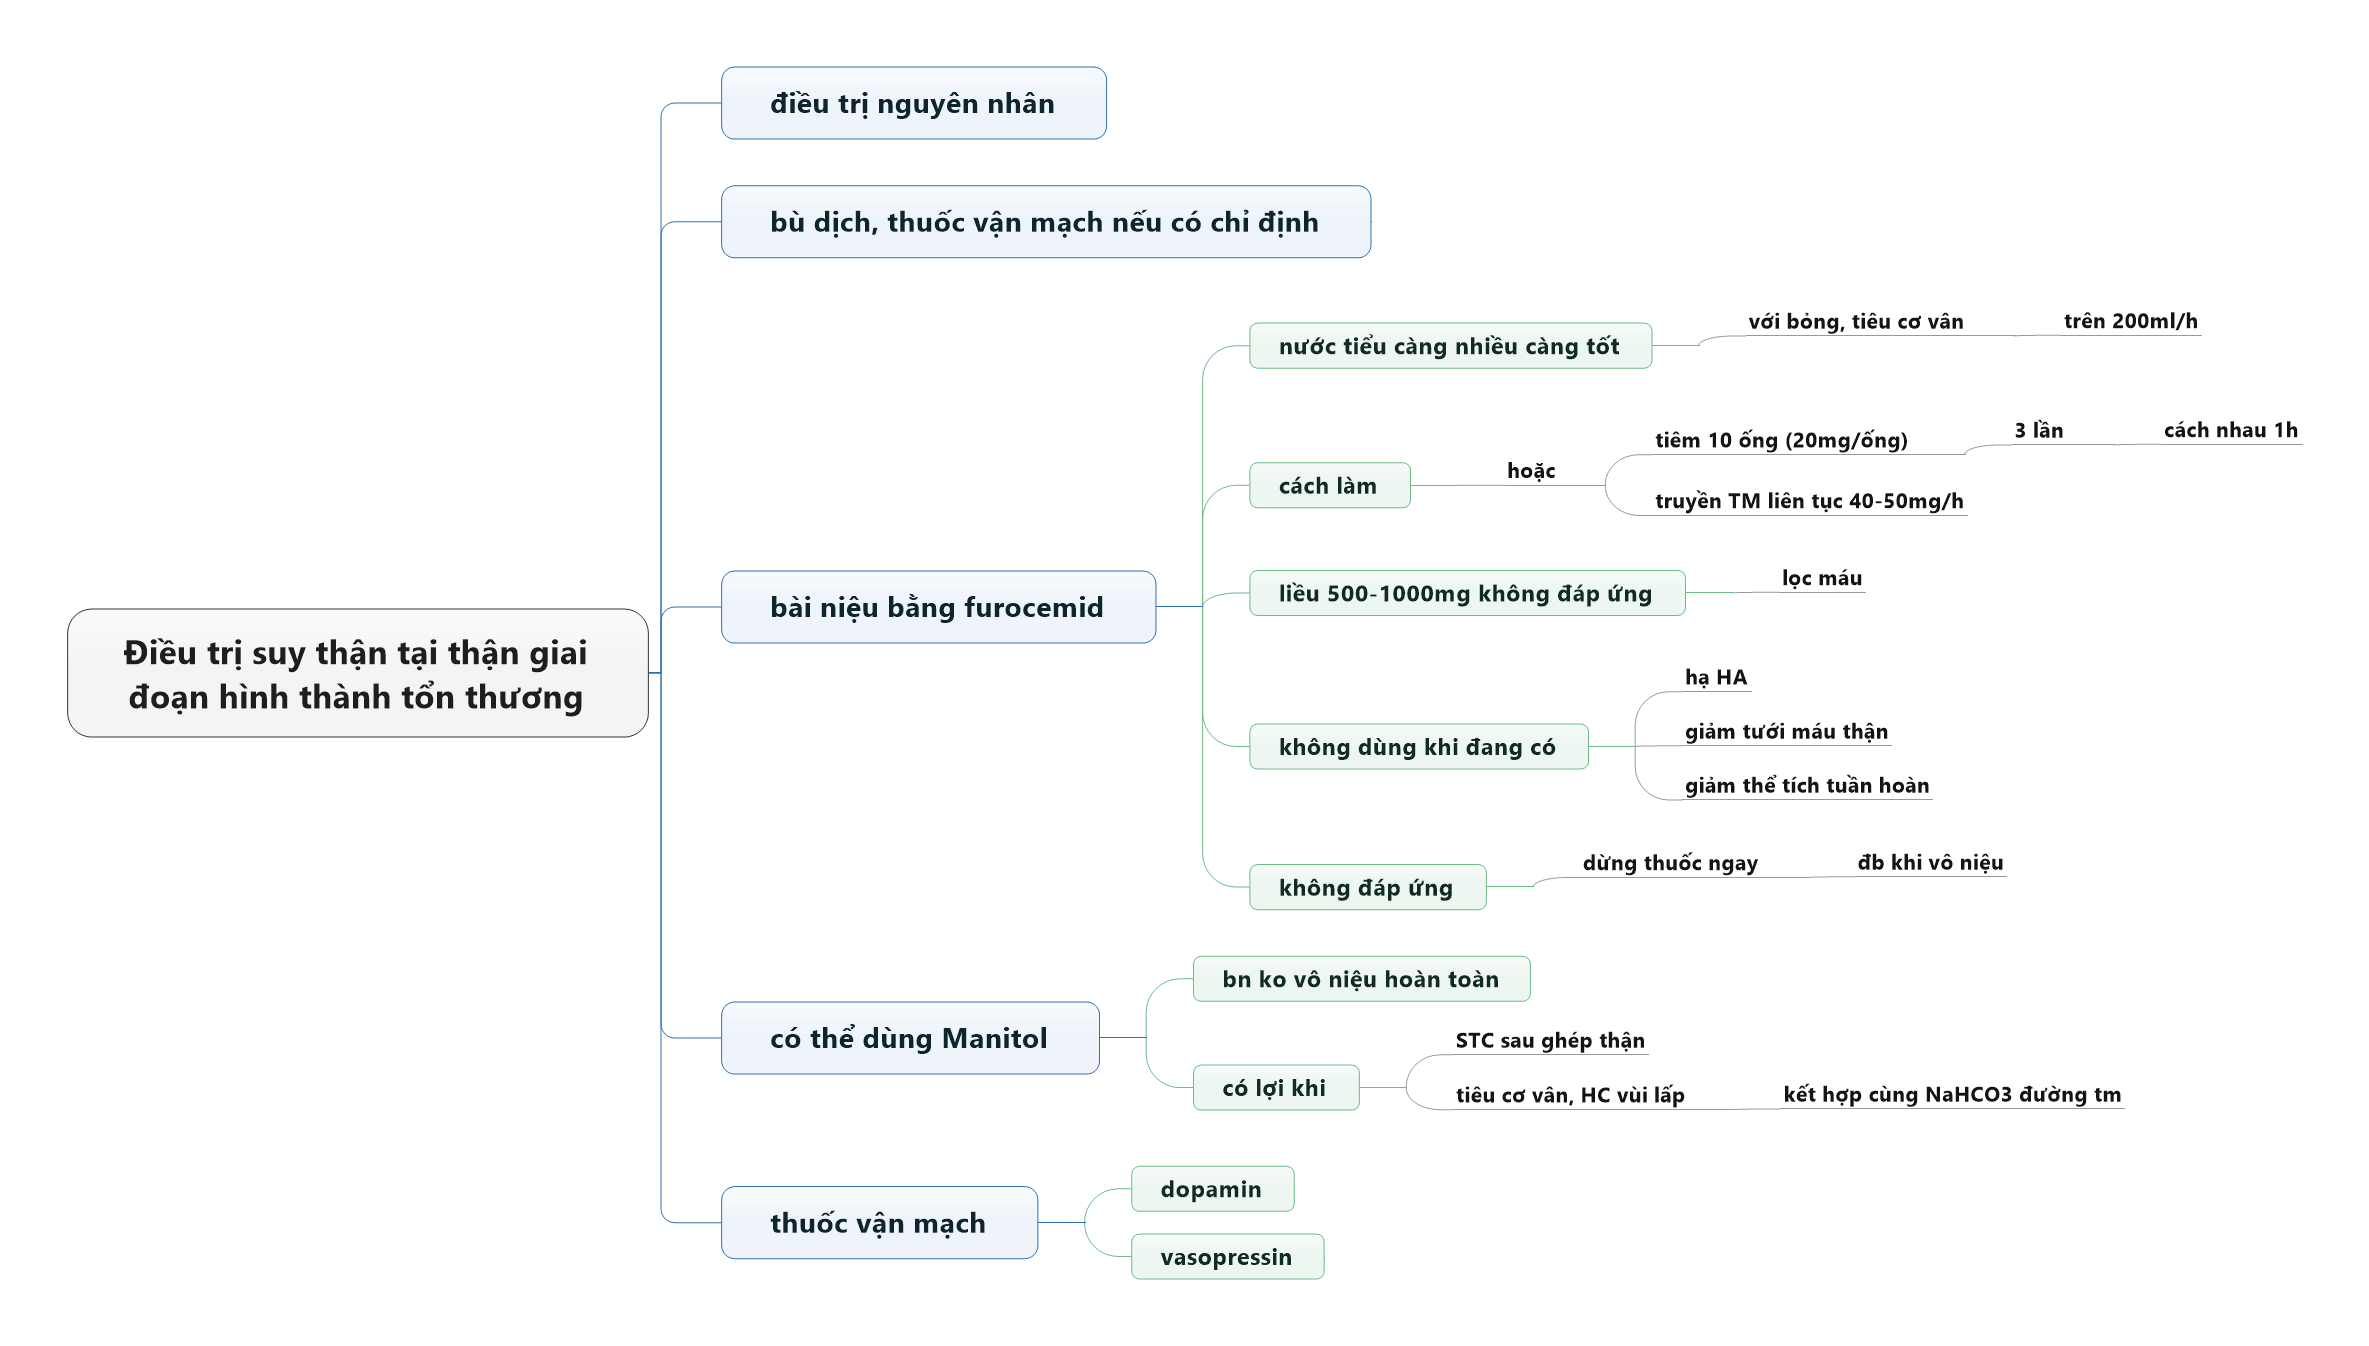 Điều trị suy thận tại thận giai
đoạn hình thành tổn thương
điều trị nguyên nhân
bù dịch, thuốc vận mạch nếu có chỉ định
bài niệu bằng furocemid
nước tiểu càng nhiều càng tốt
với bỏng, tiêu cơ vân
trên 200ml/h
cách làm
hoặc
tiêm 10 ống (20mg/ống)
3 lần
cách nhau 1h
truyền TM liên tục 40-50mg/h
liều 500-1000mg không đáp ứng
lọc máu
không dùng khi đang có
hạ HA
giảm tưới máu thận
giảm thể tích tuần hoàn
không đáp ứng
dừng thuốc ngay
đb khi vô niệu
có thể dùng Manitol
bn ko vô niệu hoàn toàn
có lợi khi
STC sau ghép thận
tiêu cơ vân, HC vùi lấp
kết hợp cùng NaHCO3 đường tm
thuốc vận mạch
dopamin
vasopressin